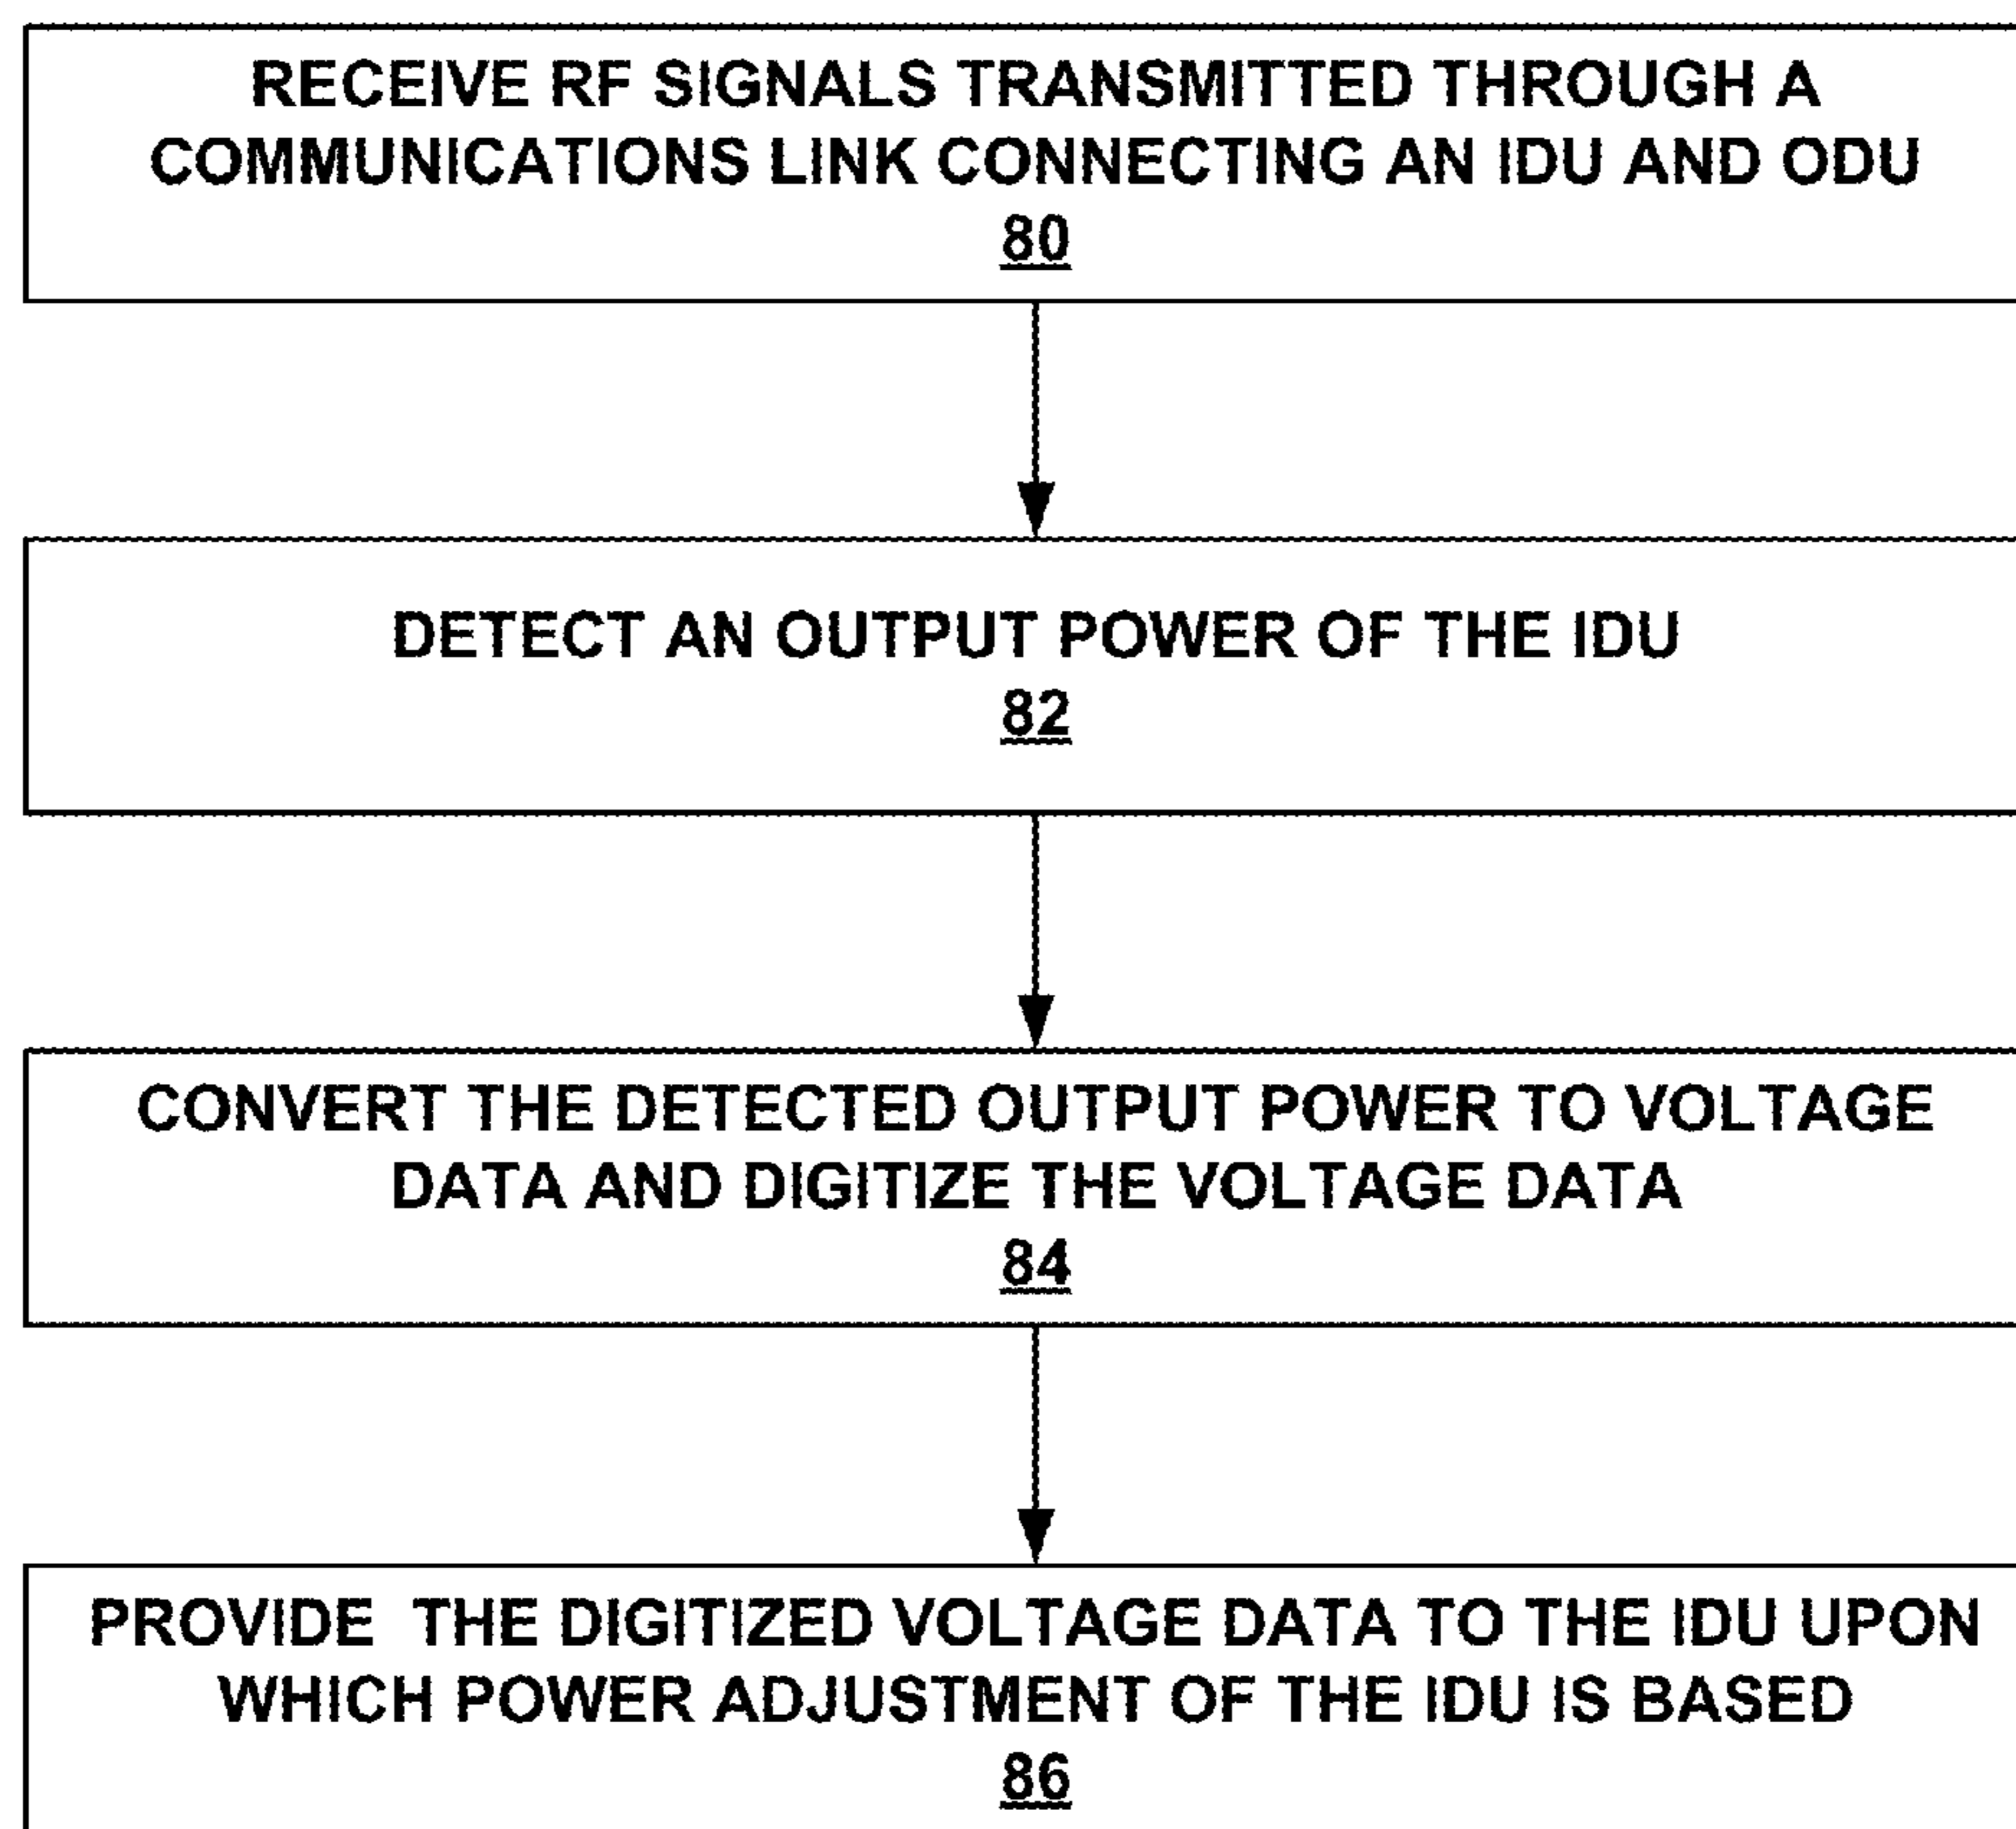 RECEIVE RF SIGNALS TRANSMITTED THROUGH A
COMMUNICATIONS LINK CONNECTING AN IDU AND ODU
80
DETECT AN OUTPUT POWER OF THE IDU
82
CONVERT THE DETECTED OUTPUT POWER TO VOLTAGE
DATA AND DIGITIZE THE VOLTAGE DATA
84
PROVIDE THE DIGITIZED VOLTAGE DATA TO THE IDU UPON
WHICH POWER ADJUSTMENT OF THE IDU IS BASED
86